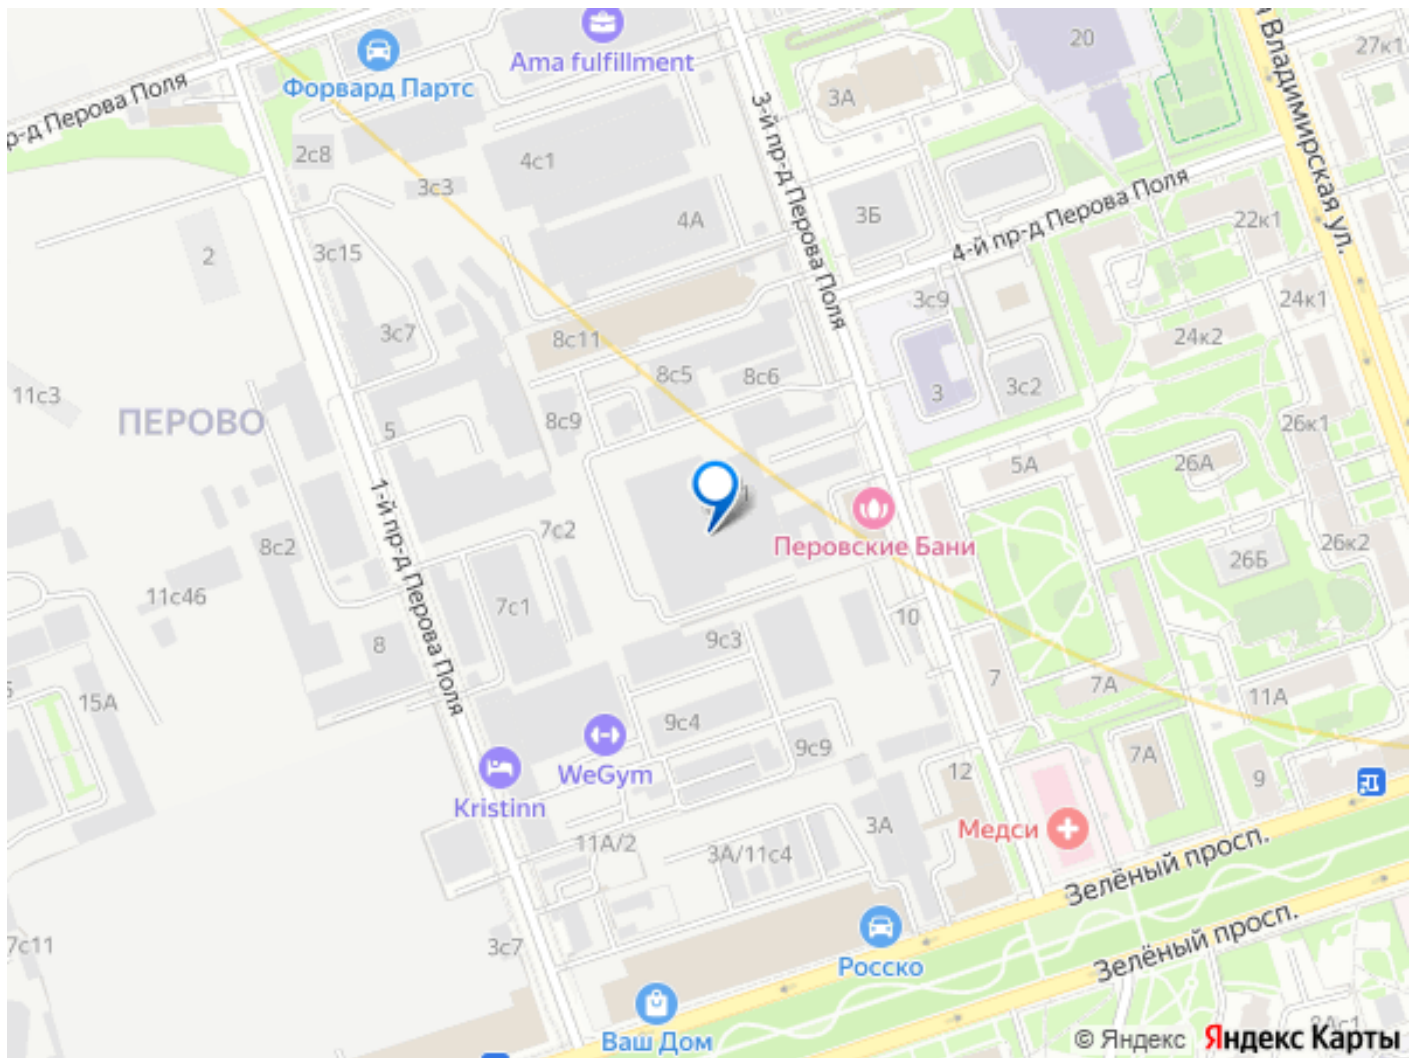 Ama fulfillment
Форвард Партс
20
27к1
Владимирская ул.
3А
3-й пр-д Перова Поля
р-д Перова Поля
2с8
4с1
3с3
4А
3Б
4-й пр-д Перова Поля
22к1
2
3с15
3с9
24к1
3с7
8с11
24к2
8с5
8с6
3
3с2
11с3
ПЕРОВО
5
8с9
26к1
5А
26А
1-й пр-д Перова Поля
7с2
8с2
Перовские Бани
26Б
26к2
11с46
7с1
10
8
9с3
7
7А
11А
15А
9с4
9с9
7А
WeGym
12
9
Kristinn
3А
Медси
11А/2
3А/11с4
Зелёный просп.
7с11
3с7
Росско
Зелёный просп.
Ваш Дом
© Яндекс Яндекс Карты